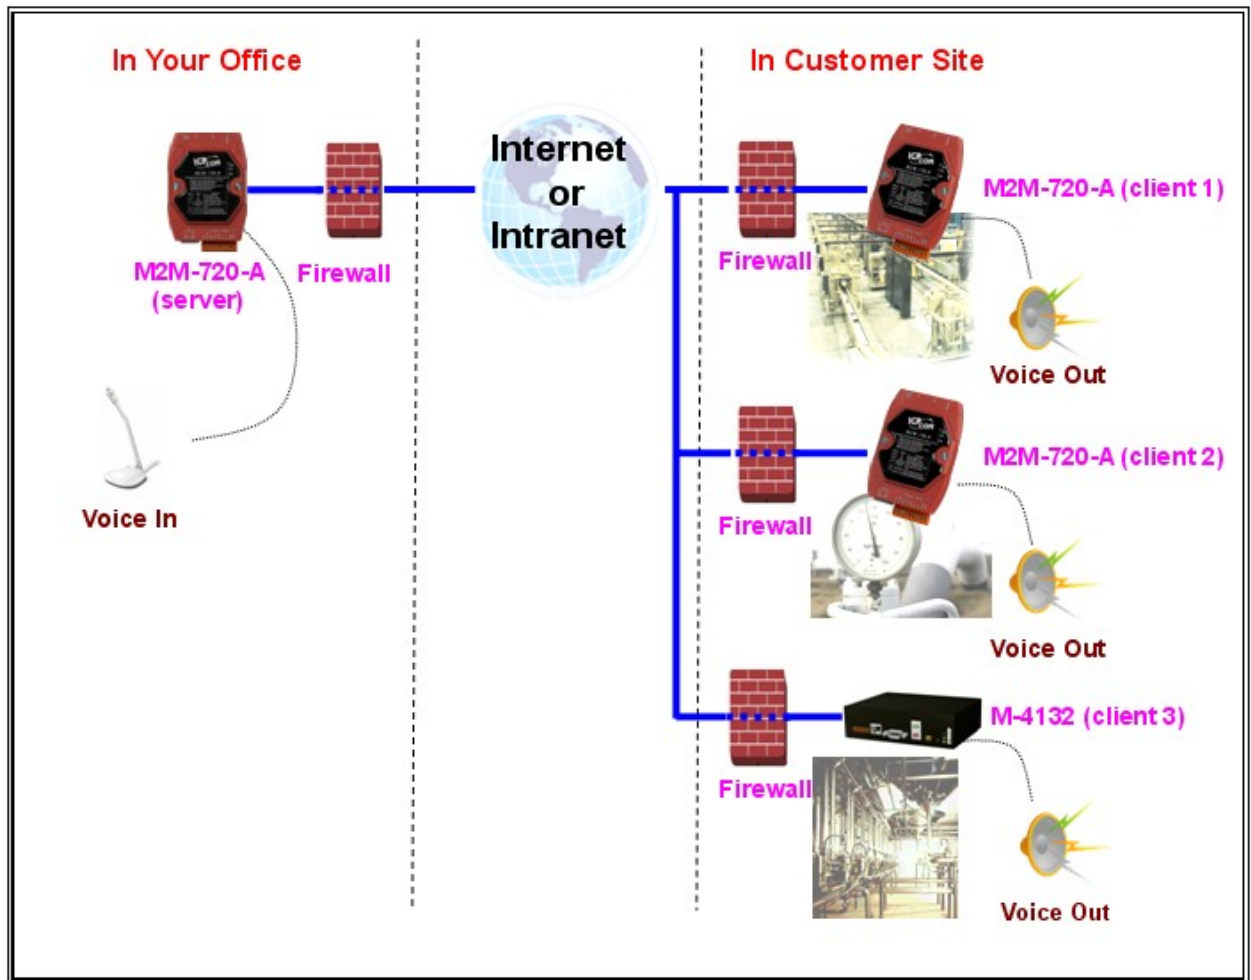 In Your Office
In Customer Site
Internet
or
Intranet
M2M-720-A
(server)
Firewall
Voice In
Firewall
M2M-720-A (client 1)
Voice Out
Firewall
M2M-720-A (client 2)
Voice Out
Firewall
M-4132 (client 3)
Voice Out